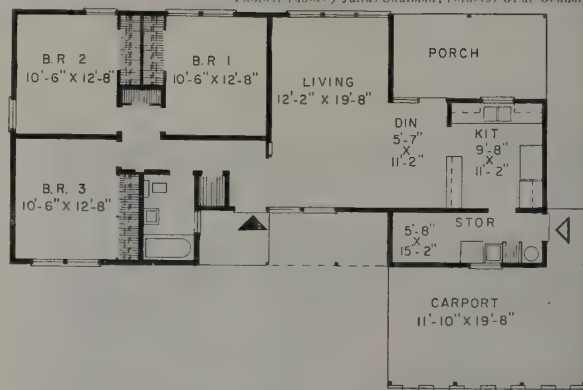 B.R 2
10'-6" X 12'-8"
B.R 1
10'-6" X 12'-8"
LIVING
12'-2" X 19'-8"
PORCH
DIN
5'-7"
X
11'-2"
KIT
9'-8"
X
11'-2"
B.R. 3
10'-6" X 12'-8"
STOR
5'-8"
X
15'-2"
CARPORT
11'-10" X 19'-8"